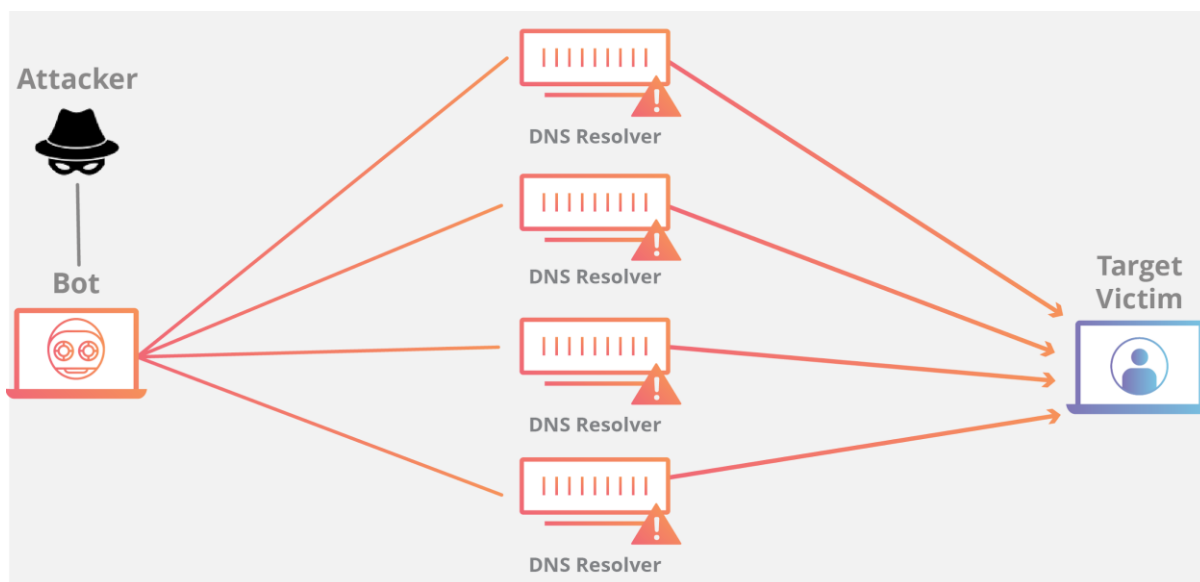 Attacker
Bot
DNS Resolver
DNS Resolver
DNS Resolver
DNS Resolver
Target
Victim